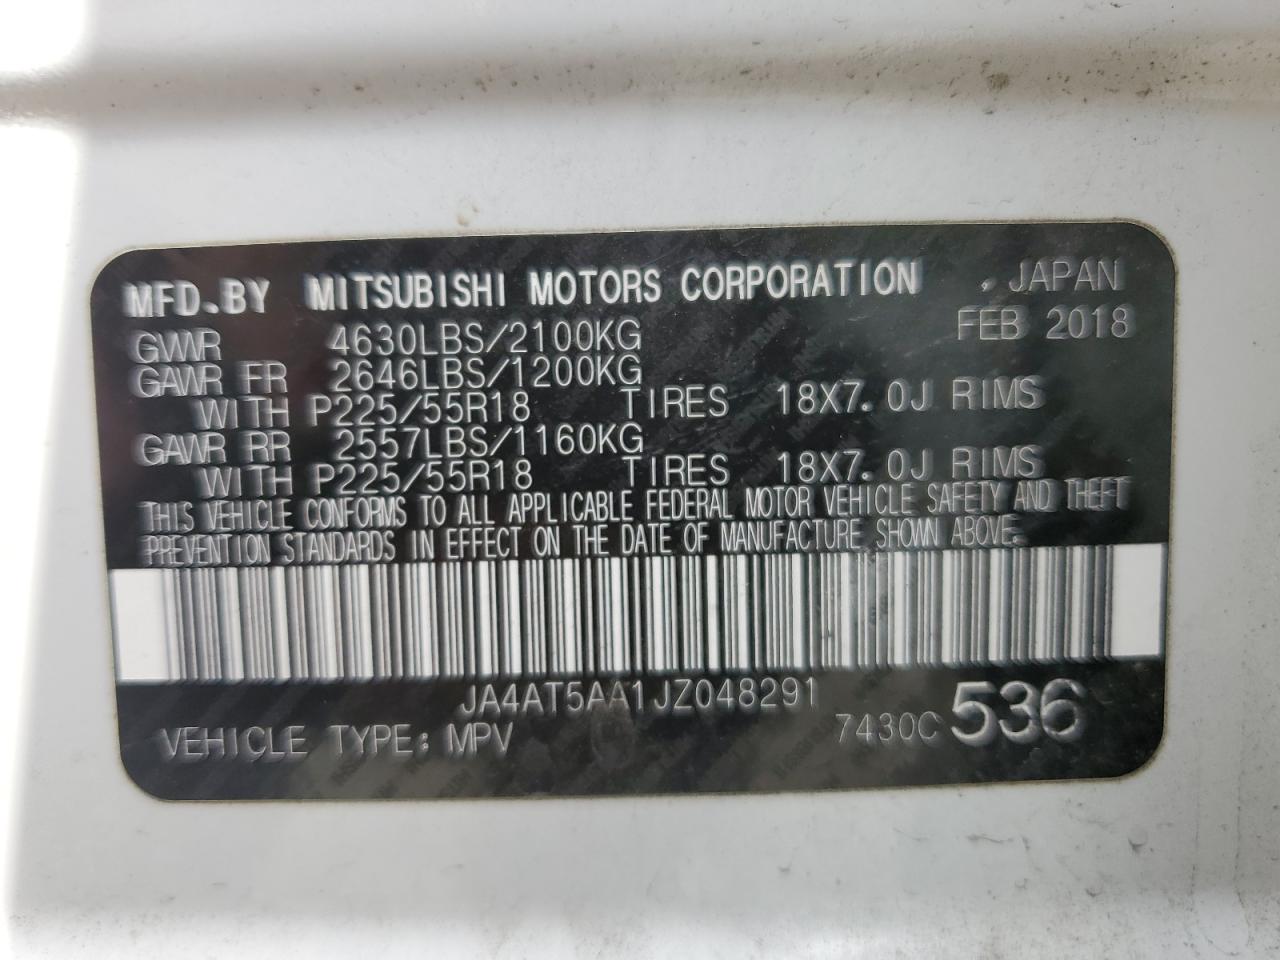 MFD.BY MITSUBISHI MOTORS CORPORATION , JAPAN
FEB 2018
GVWR 4630LBS/2100KG
GAWR FR 2646LBS/1200KG
WITH P225/55R18 TIRES 18X7.0J RIMS
GAWR RR 2557LBS/1160KG
WITH P225/55R18 TIRES 18X7.0J RIMS
THIS VEHICLE CONFORMS TO ALL APPLICABLE FEDERAL MOTOR VEHICLE SAFETY AND THEFT
PREVENTION STANDARDS IN EFFECT ON THE DATE OF MANUFACTURE SHOWN ABOVE.
JA4AT5AA1JZ048291
VEHICLE TYPE: MPV 7430C 536